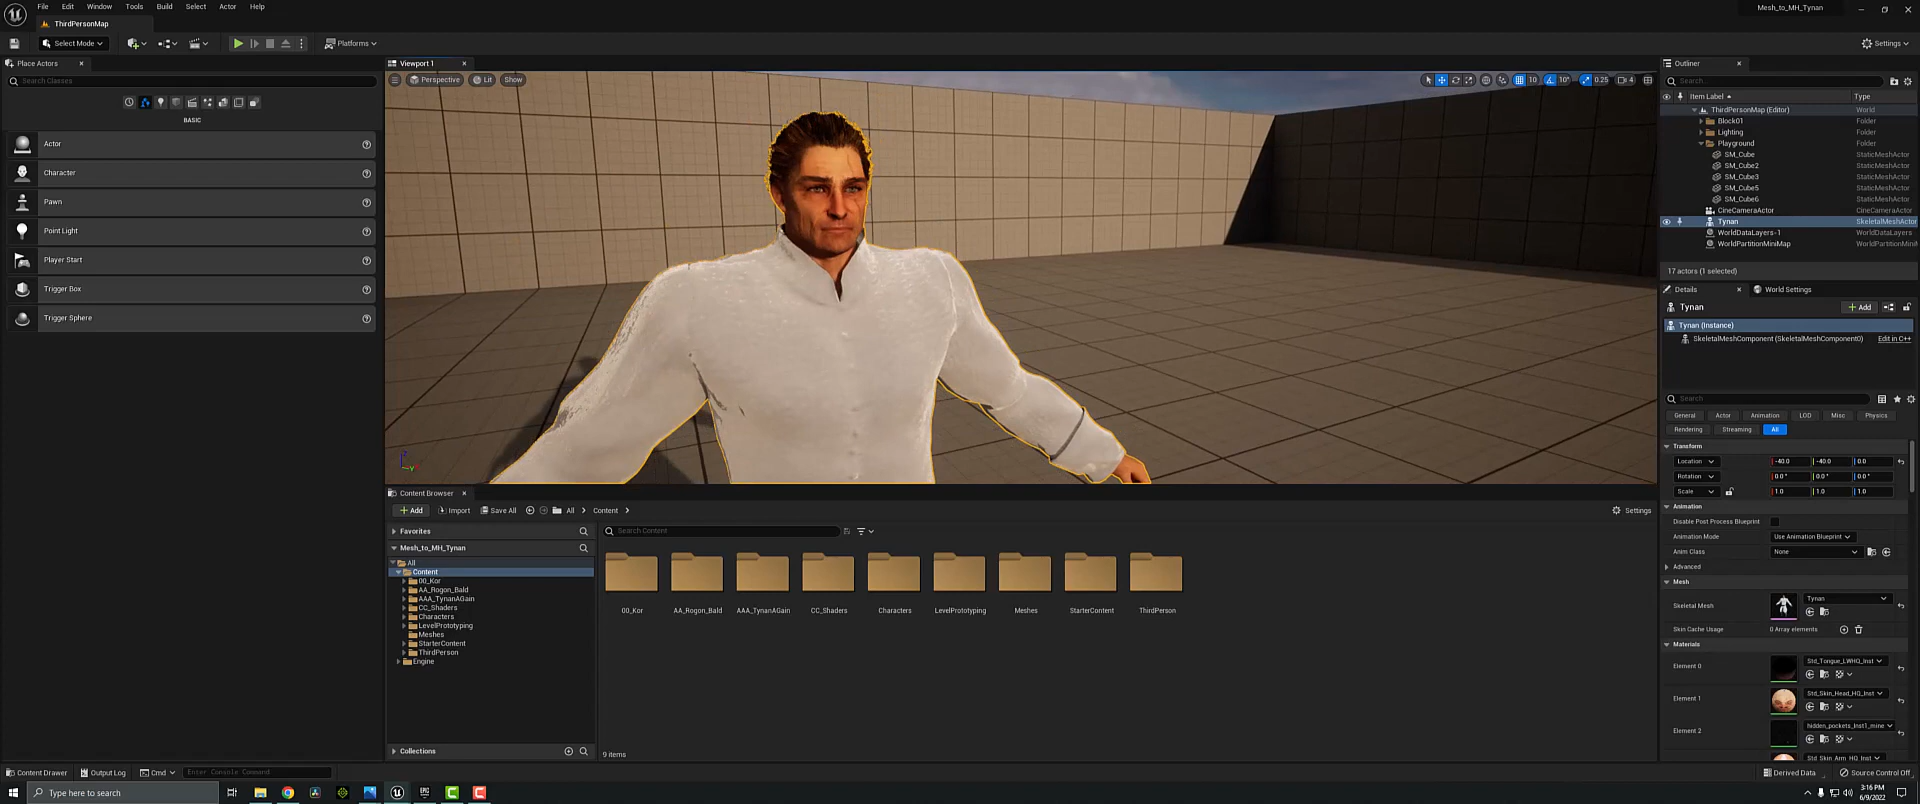 File Edit Window Tools Build Select Actor Help
Mesh_to_MH_Tynan
ThirdPersonMap
Select Mode
Platforms
Settings
Place Actors
Search Classes
BASIC
Actor
Character
Pawn
Point Light
Player Start
Trigger Box
Trigger Sphere
Viewport 1
Perspective Lit Show
10 10° 0.25 4
Outliner
Search...
Item Label Type
ThirdPersonMap (Editor) World
Block01 Folder
Lighting Folder
Playground Folder
SM_Cube StaticMeshActor
SM_Cube2 StaticMeshActor
SM_Cube3 StaticMeshActor
SM_Cube5 StaticMeshActor
SM_Cube6 StaticMeshActor
CineCameraActor CineCameraActor
Tynan SkeletalMeshActor
WorldDataLayers-1 WorldDataLayers
WorldPartitionMiniMap WorldPartitionMini
17 actors (1 selected)
Details World Settings
Tynan Add
Tynan (Instance)
SkeletalMeshComponent (SkeletalMeshComponent0) Edit in C++
Search
General Actor Animation LOD Misc Physics
Rendering Streaming All
Transform
Location -40.0 -40.0 0.0
Rotation 0.0° 0.0° 0.0°
Scale 1.0 1.0 1.0
Animation
Disable Post Process Blueprint
Animation Mode Use Animation Blueprint
Anim Class None
Advanced
Mesh
Skeletal Mesh Tynan
Skin Cache Usage 0 Array elements
Materials
Element 0 Std_Tongue_LWHQ_Inst
Element 1 Std_Skin_Head_HQ_Inst
Element 2 hidden_pockets_Inst1_mine
Std_Skin_Arm_HQ_Inst
Content Browser
Add Import Save All All Content Settings
Favorites
Search Content
Mesh_to_MH_Tynan
All
Content
00_Kor
AA_Rogon_Bald
AAA_TynanAGain
CC_Shaders
Characters
LevelPrototyping
Meshes
StarterContent
ThirdPerson
Engine
00_Kor AA_Rogon_Bald AAA_TynanAGain CC_Shaders Characters LevelPrototyping Meshes StarterContent ThirdPerson
Collections
9 items
Content Drawer Output Log Cmd Enter Console Command
Derived Data Source Control Off
Type here to search
3:16 PM
6/9/2022